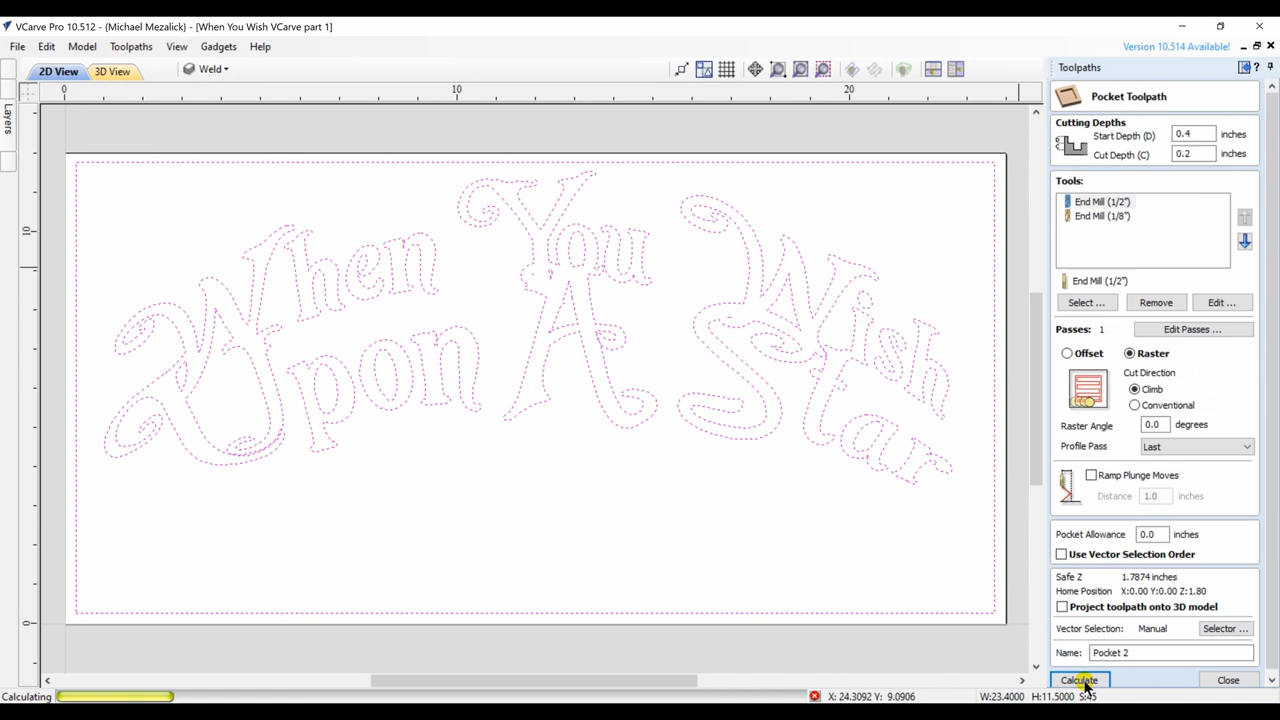 VCarve Pro 10.512 - {Michael Mezalick} - [When You Wish VCarve part 1]
File Edit Model Toolpaths View Gadgets Help
Version 10.514 Available!
2D View 3D View Weld
Toolpaths
0 10 20
Layers
10
0
When You Wish
Upon A Star
Pocket Toolpath
Cutting Depths
Start Depth (D) 0.4 inches
Cut Depth (C) 0.2 inches
Tools:
End Mill (1/2")
End Mill (1/8")
End Mill (1/2")
Select ... Remove Edit ...
Passes: 1 Edit Passes ...
Offset Raster
Cut Direction
Climb
Conventional
Raster Angle 0.0 degrees
Profile Pass Last
Ramp Plunge Moves
Distance 1.0 inches
Pocket Allowance 0.0 inches
Use Vector Selection Order
Safe Z 1.7874 inches
Home Position X:0.00 Y:0.00 Z:1.80
Project toolpath onto 3D model
Vector Selection: Manual Selector ...
Name: Pocket 2
Calculate Close
Calculating X: 24.3092 Y: 9.0906 W:23.4000 H:11.5000 S:45